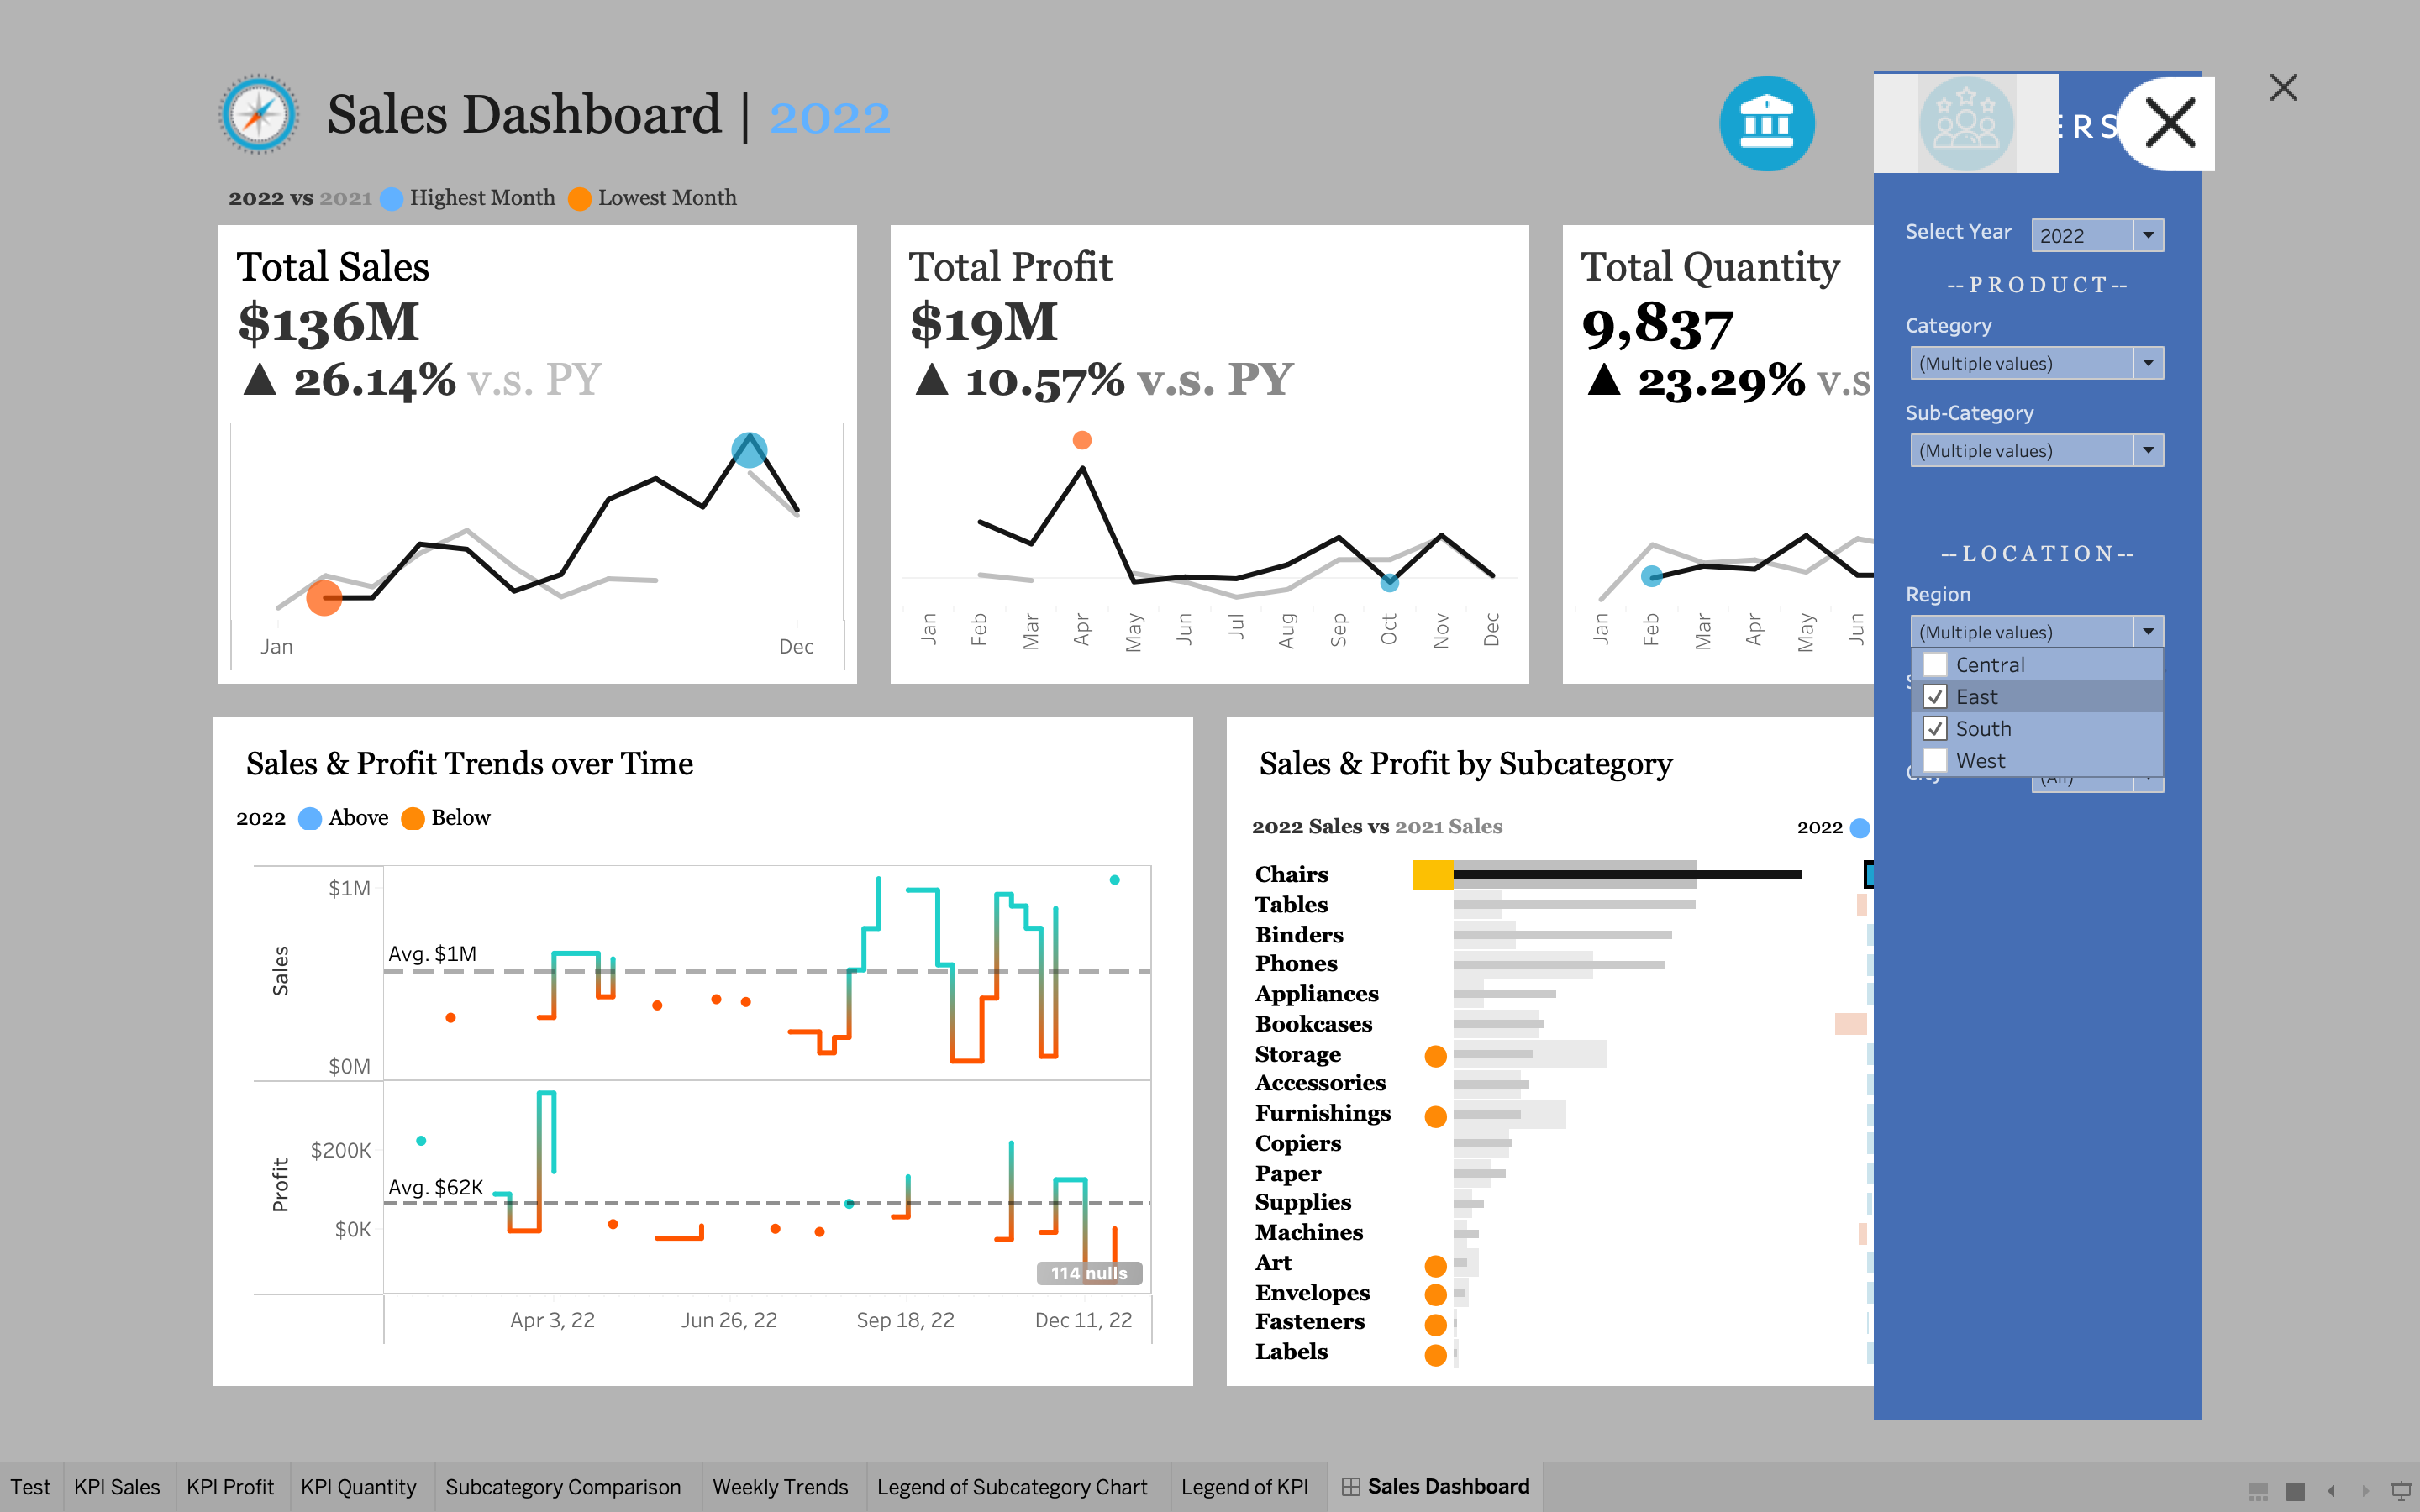 Sales Dashboard | 2022
ERS
2022 vs 2021 Highest Month Lowest Month
Total Sales
$136M
▲ 26.14% v.s. PY
Jan Dec
Total Profit
$19M
▲ 10.57% v.s. PY
Jan Feb Mar Apr May Jun Jul Aug Sep Oct Nov Dec
Total Quantity
9,837
▲ 23.29% v.s
Jan Feb Mar Apr May Jun
Select Year 2022
--PRODUCT--
Category
(Multiple values)
Sub-Category
(Multiple values)
--LOCATION--
Region
(Multiple values)
Central
East
South
West
City (All)
Sales & Profit Trends over Time
2022 Above Below
Sales
$1M
Avg. $1M
$0M
Profit
$200K
Avg. $62K
$0K
114 nulls
Apr 3, 22 Jun 26, 22 Sep 18, 22 Dec 11, 22
Sales & Profit by Subcategory
2022 Sales vs 2021 Sales 2022
Chairs
Tables
Binders
Phones
Appliances
Bookcases
Storage
Accessories
Furnishings
Copiers
Paper
Supplies
Machines
Art
Envelopes
Fasteners
Labels
Test KPI Sales KPI Profit KPI Quantity Subcategory Comparison Weekly Trends Legend of Subcategory Chart Legend of KPI Sales Dashboard